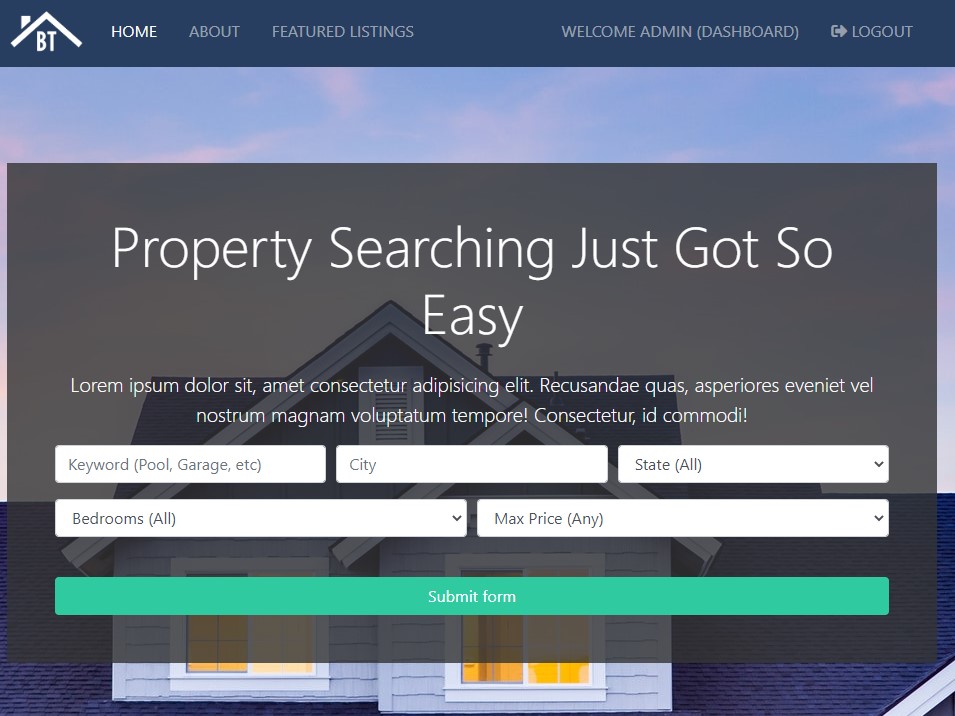 BT
HOME ABOUT FEATURED LISTINGS WELCOME ADMIN (DASHBOARD) LOGOUT
Property Searching Just Got So
Easy
Lorem ipsum dolor sit, amet consectetur adipisicing elit. Recusandae quas, asperiores eveniet vel
nostrum magnam voluptatum tempore! Consectetur, id commodi!
Keyword (Pool, Garage, etc) City State (All)
Bedrooms (All) Max Price (Any)
Submit form